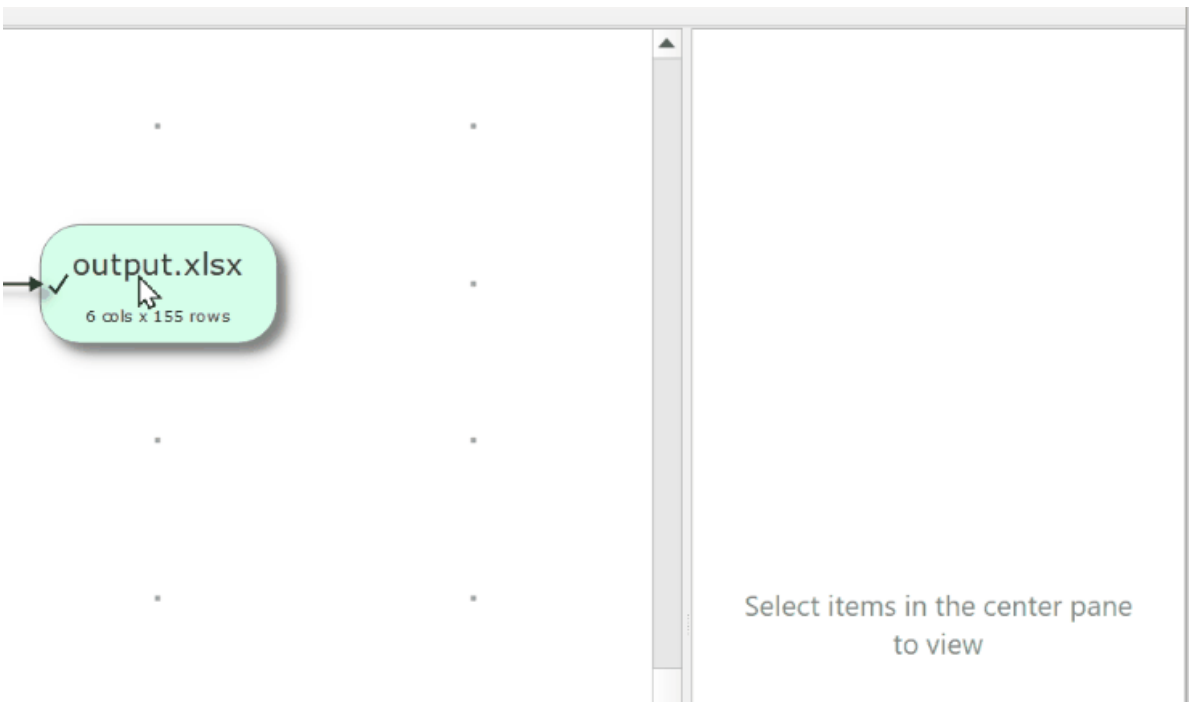 output.xlsx
6 cols x 155 rows
Select items in the center pane
to view